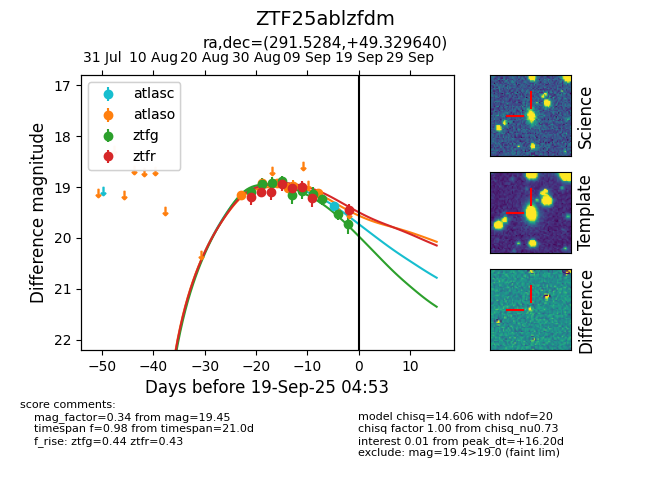 ZTF25ablzfdm
ra,dec=(291.5284,+49.329640)
31 Jul 10 Aug 20 Aug 30 Aug 09 Sep 19 Sep 29 Sep
17
18
19
20
21
22
Difference magnitude
atlasc
atlaso
ztfg
ztfr
−50 −40 −30 −20 −10 0 10
Days before 19-Sep-25 04:53
Science
Template
Difference
score comments:
mag_factor=0.34 from mag=19.45
timespan f=0.98 from timespan=21.0d
f_rise: ztfg=0.44 ztfr=0.43
model chisq=14.606 with ndof=20
chisq factor 1.00 from chisq_nu0.73
interest 0.01 from peak_dt=+16.20d
exclude: mag=19.4>19.0 (faint lim)